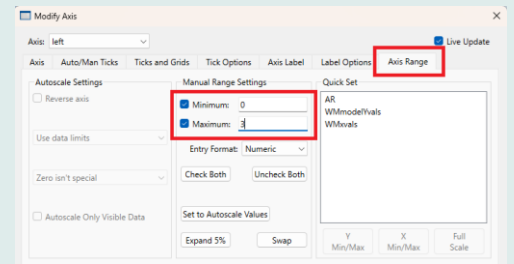 Modify Axis
Axis: left
Live Update
Axis Auto/Man Ticks Ticks and Grids Tick Options Axis Label Label Options Axis Range
Autoscale Settings
Reverse axis
Use data limits
Zero isn't special
Autoscale Only Visible Data
Manual Range Settings
Minimum: 0
Maximum: 3
Entry Format: Numeric
Check Both Uncheck Both
Set to Autoscale Values
Expand 5% Swap
Quick Set
AR
WMmodelYvals
WMxvals
Y Min/Max
X Min/Max
Full Scale